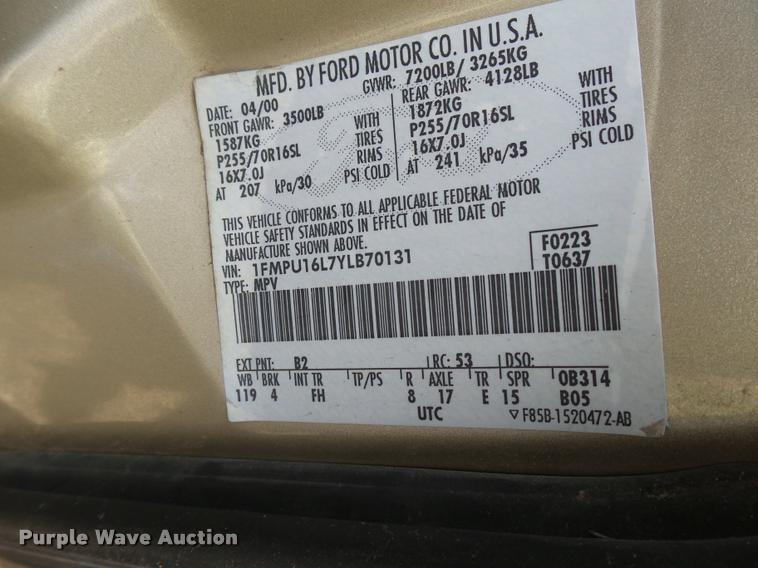 MFD. BY FORD MOTOR CO. IN U.S.A.
DATE: 04/00 GVWR: 7200LB/ 3265KG
FRONT GAWR: 3500LB REAR GAWR: 4128LB
1587KG WITH 1872KG WITH
P255/70R16SL TIRES P255/70R16SL TIRES
16X7.0J RIMS 16X7.0J RIMS
AT 207 kPa/30 PSI COLD AT 241 kPa/35 PSI COLD
THIS VEHICLE CONFORMS TO ALL APPLICABLE FEDERAL MOTOR
VEHICLE SAFETY STANDARDS IN EFFECT ON THE DATE OF
MANUFACTURE SHOWN ABOVE.
VIN: 1FMPU16L7YLB70131 F0223
TYPE: MPV T0637
EXT PNT: B2 RC: 53 DSO:
WB BRK INT TR TP/PS R AXLE TR SPR 0B314
119 4 FH 8 17 E 15 B05
UTC ▽ F85B-1520472-AB
Purple Wave Auction